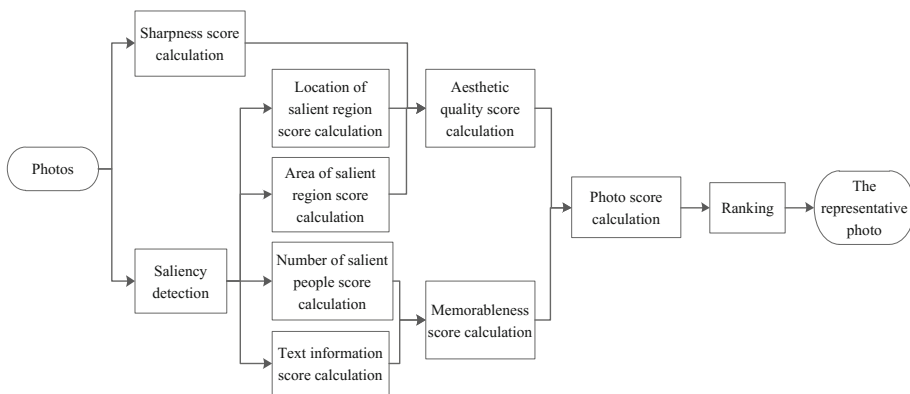 Sharpness score
calculation
Location of
salient region
score calculation
Aesthetic
quality score
calculation
Photos
Area of salient
region score
calculation
Photo score
calculation
Ranking
The
representative
photo
Saliency
detection
Number of salient
people score
calculation
Memorableness
score calculation
Text information
score calculation